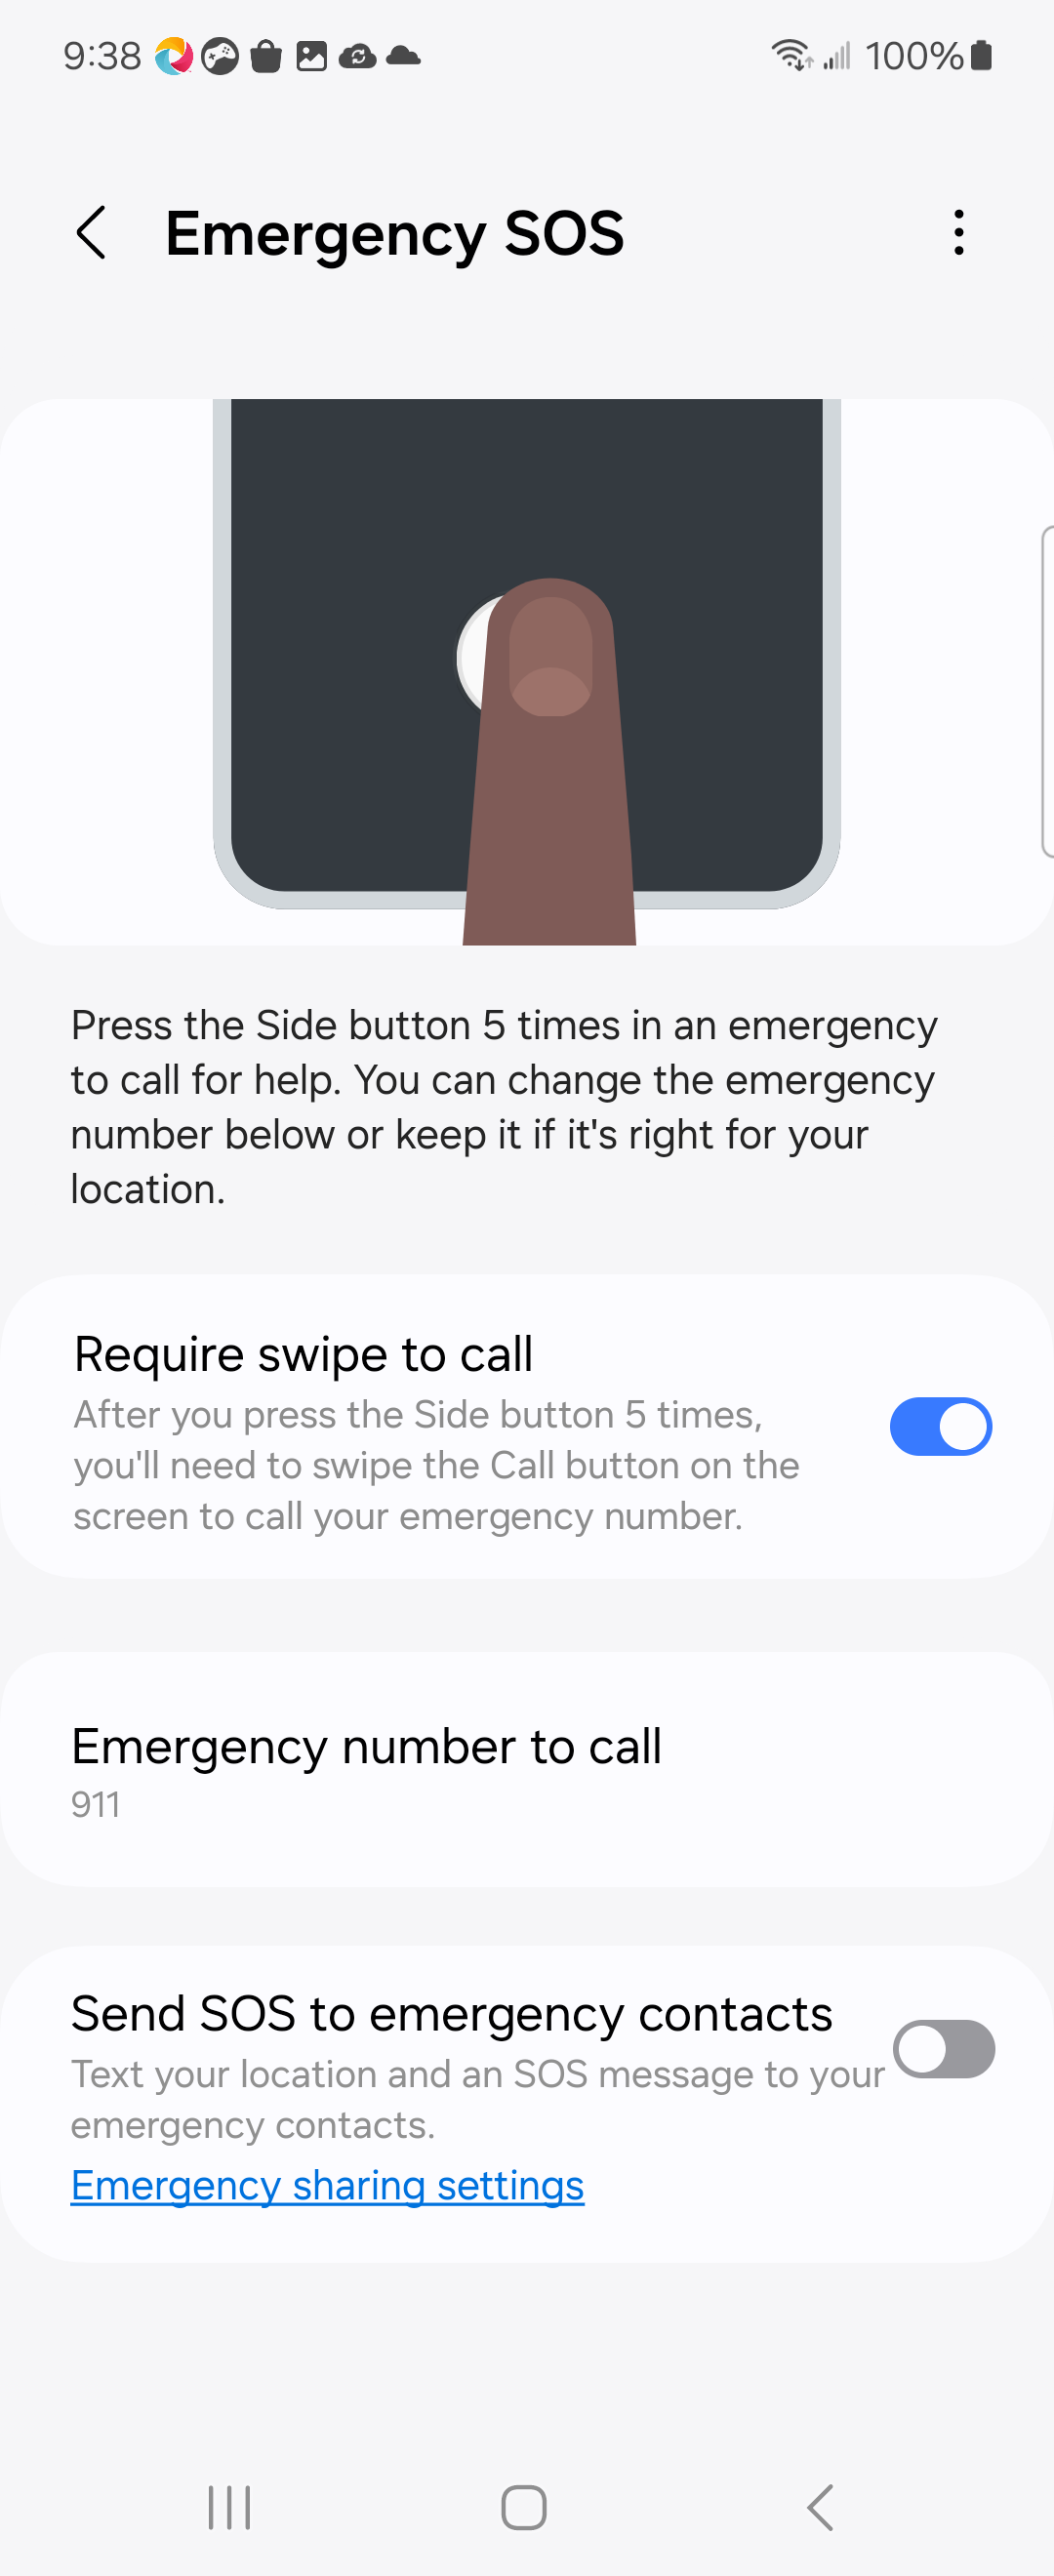 9:38
100%
Emergency SOS
Press the Side button 5 times in an emergency
to call for help. You can change the emergency
number below or keep it if it's right for your
location.
Require swipe to call
After you press the Side button 5 times,
you'll need to swipe the Call button on the
screen to call your emergency number.
Emergency number to call
911
Send SOS to emergency contacts
Text your location and an SOS message to your
emergency contacts.
Emergency sharing settings